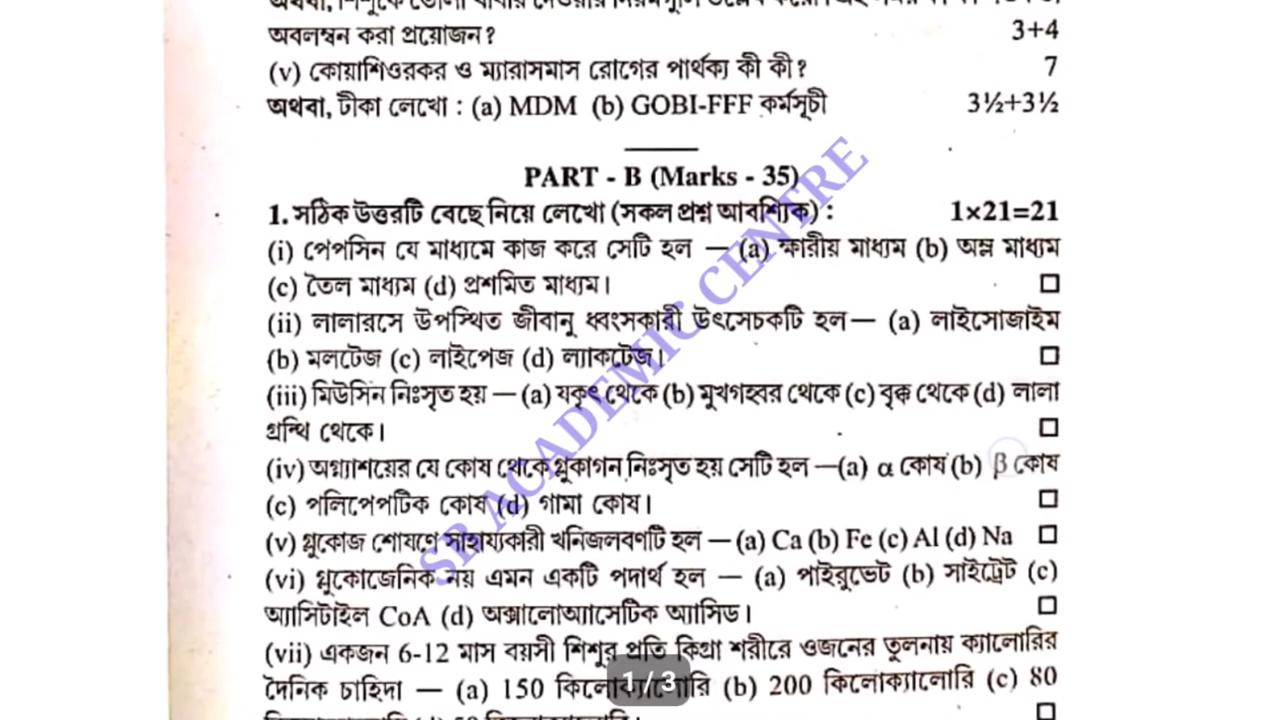 অথবা, শিশুকে তোলা খাবার দেওয়ার নিয়মগুলি উল্লেখ করো।
অবলম্বন করা প্রয়োজন? 3+4
(v) কোয়াশিওরকর ও ম্যারাসমাস রোগের পার্থক্য কী কী? 7
অথবা, টীকা লেখো : (a) MDM (b) GOBI-FFF কর্মসূচী 3½+3½
PART - B (Marks - 35)
1. সঠিক উত্তরটি বেছে নিয়ে লেখো (সকল প্রশ্ন আবশ্যিক) : 1×21=21
(i) পেপসিন যে মাধ্যমে কাজ করে সেটি হল — (a) ক্ষারীয় মাধ্যম (b) অম্ল মাধ্যম
(c) তৈল মাধ্যম (d) প্রশমিত মাধ্যম।
(ii) লালারসে উপস্থিত জীবানু ধ্বংসকারী উৎসেচকটি হল— (a) লাইসোজাইম
(b) মলটেজ (c) লাইপেজ (d) ল্যাকটেজ।
(iii) মিউসিন নিঃসৃত হয় — (a) যকৃৎ থেকে (b) মুখগহ্বর থেকে (c) বৃক্ক থেকে (d) লালা
গ্রন্থি থেকে।
(iv) অগ্ন্যাশয়ের যে কোষ থেকে গ্লুকাগন নিঃসৃত হয় সেটি হল —(a) α কোষ (b) β কোষ
(c) পলিপেপটিক কোষ (d) গামা কোষ।
(v) গ্লুকোজ শোষণে সাহায্যকারী খনিজলবণটি হল — (a) Ca (b) Fe (c) Al (d) Na
(vi) গ্লুকোজেনিক নয় এমন একটি পদার্থ হল — (a) পাইরুভেট (b) সাইট্রেট (c)
অ্যাসিটাইল CoA (d) অক্সালোঅ্যাসেটিক অ্যাসিড।
(vii) একজন 6-12 মাস বয়সী শিশুর প্রতি কিগ্রা শরীরে ওজনের তুলনায় ক্যালোরির
দৈনিক চাহিদা — (a) 150 কিলোক্যালোরি (b) 200 কিলোক্যালোরি (c) 80
SB ACADEMIC CENTRE
1 / 3